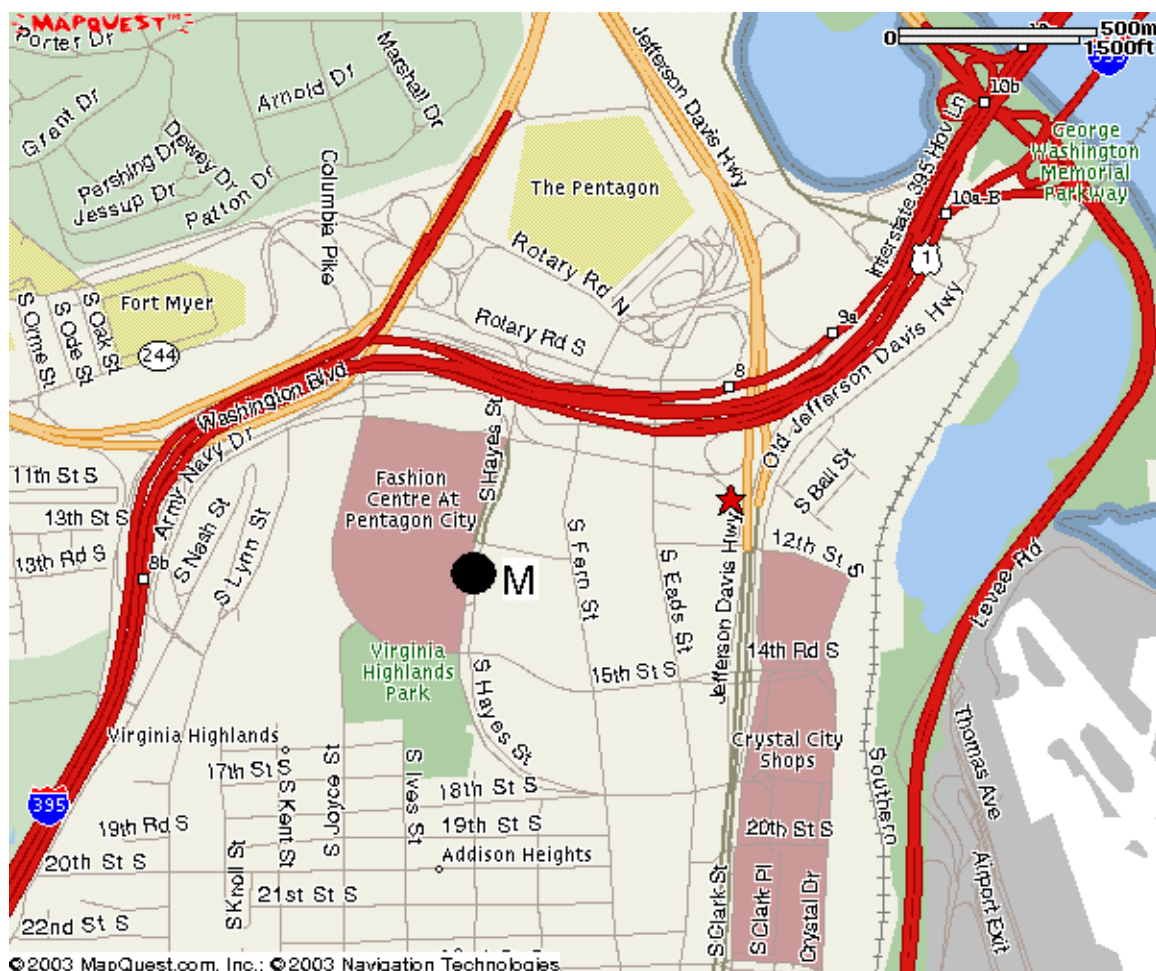 MAPQUEST™
0 500m
1500ft
Porter Dr
Grant Dr
Arnold Dr
Marshall Dr
Pershing Dr
Dewey Dr
Jessup Dr
Patton Dr
Columbia Pike
Jefferson Davis Hwy
10b
George
Washington
Memorial
Parkway
Interstate 395 Hov Ln
10a-B
1
The Pentagon
Rotary Rd N
Rotary Rd S
9a
8
Old Jefferson Davis Hwy
Fort Myer
244
S Orme St
S Ode St
S Oak St
Washington Blvd
Army Navy Dr
11th St S
13th St S
13th Rd S
8b
S Nash St
S Lynn St
Fashion
Centre At
Pentagon City
S Hayes St
M
S Fern St
S Eads St
Jefferson Davis Hwy
S Ball St
12th St S
Levee Rd
14th Rd S
15th St S
Virginia
Highlands
Park
S Hayes St
Crystal City
Shops
Thomas Ave
Southern
Airport Exit
Virginia Highlands
17th St S
S Kent St
S Joyce St
S Ives St
18th St S
395
19th Rd S
19th St S
20th St S
20th St S
Addison Heights
S Knoll St
21st St S
22nd St S
S Clark St
S Clark Pl
Crystal Dr
©2003 MapQuest.com, Inc.; ©2003 Navigation Technologies